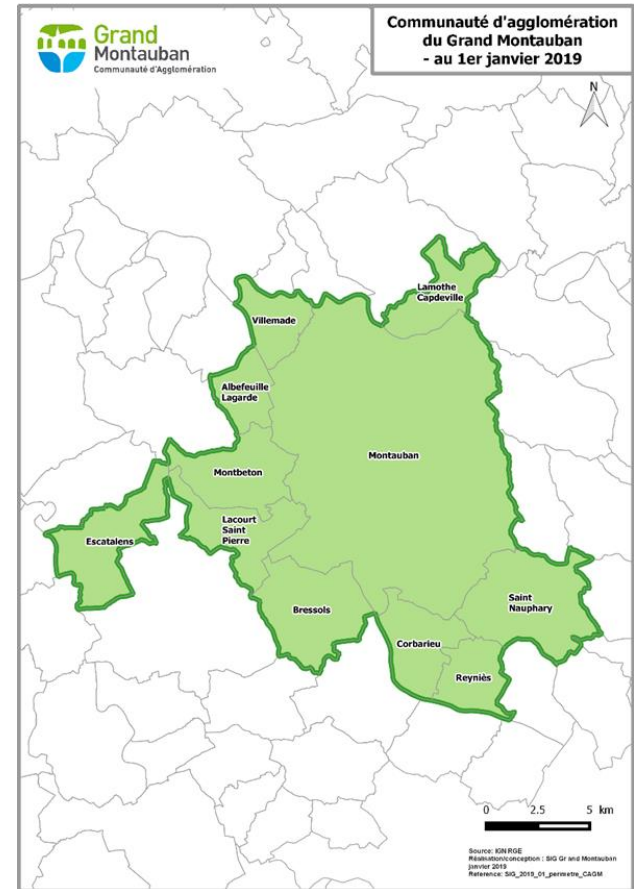 Grand
Montauban
Communauté d'Agglomération
Communauté d'agglomération
du Grand Montauban
- au 1er janvier 2019
N
Lamothe
Capdeville
Villemade
Albefeuille
Lagarde
Montauban
Montbeton
Lacourt
Saint
Pierre
Escatalens
Bressols
Saint
Nauphary
Corbarieu
Reyniès
0 2.5 5 km
Source: IGN RGE
Réalisation/conception : SIG Grand Montauban
janvier 2019
Reference: SIG_2019_01_perimetre_CAGM